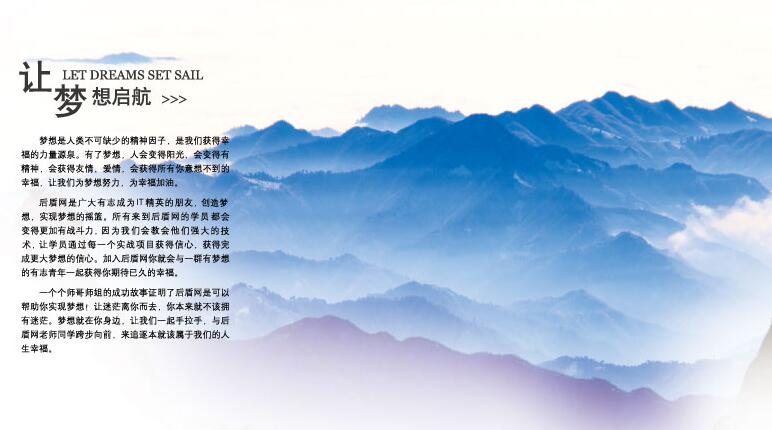 让 LET DREAMS SET SAIL
梦 想启航 >>>
梦想是人类不可缺少的精神因子，是我们获得幸
福的力量源泉。有了梦想，人会变得阳光，会变得有
精神，会获得友情，爱情，会获得所有你意想不到的
幸福，让我们为梦想努力，为幸福加油。
后盾网是广大有志成为IT精英的朋友，创造梦
想，实现梦想的摇篮。所有来到后盾网的学员都会
变得更加有战斗力，因为我们会教会他们强大的技
术，让学员通过每一个实战项目获得信心，获得完
成更大梦想的信心。加入后盾网你就会与一群有梦想
的有志青年一起获得你期待已久的幸福。
一个个师哥师姐的成功故事证明了后盾网是可以
帮助你实现梦想！让迷茫离你而去，你本来就不该拥
有迷茫。梦想就在你身边，让我们一起手拉手，与后
盾网老师同学跨步向前，来追逐本就该属于我们的人
生幸福。